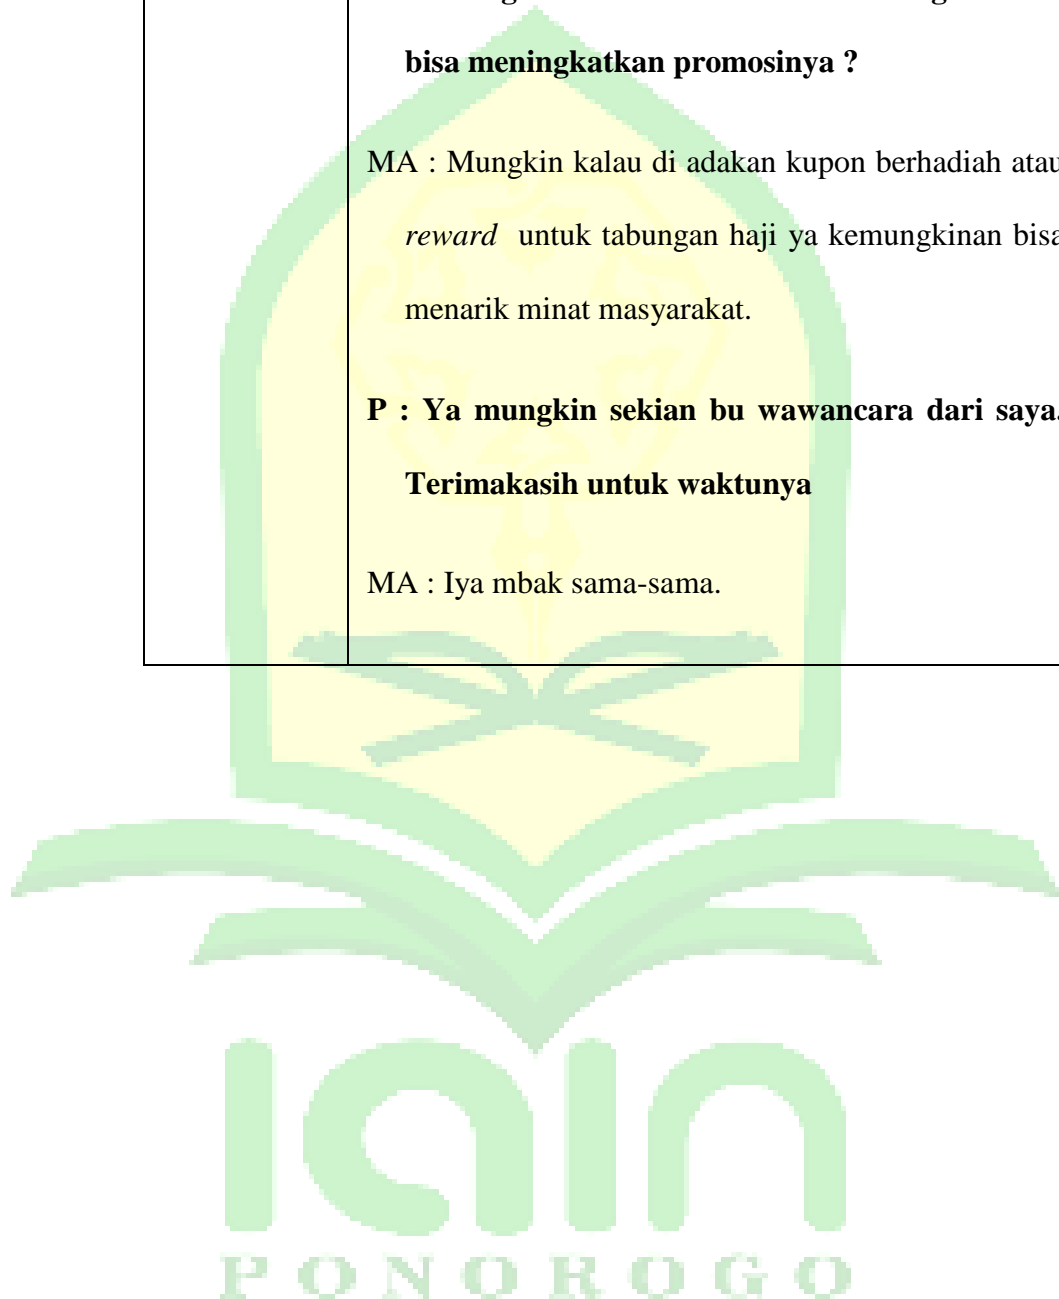 bisa meningkatkan promosinya ?
MA : Mungkin kalau di adakan kupon berhadiah atau
reward untuk tabungan haji ya kemungkinan bisa
menarik minat masyarakat.
P : Ya mungkin sekian bu wawancara dari saya.
Terimakasih untuk waktunya
MA : Iya mbak sama-sama.
iain
PONOROGO